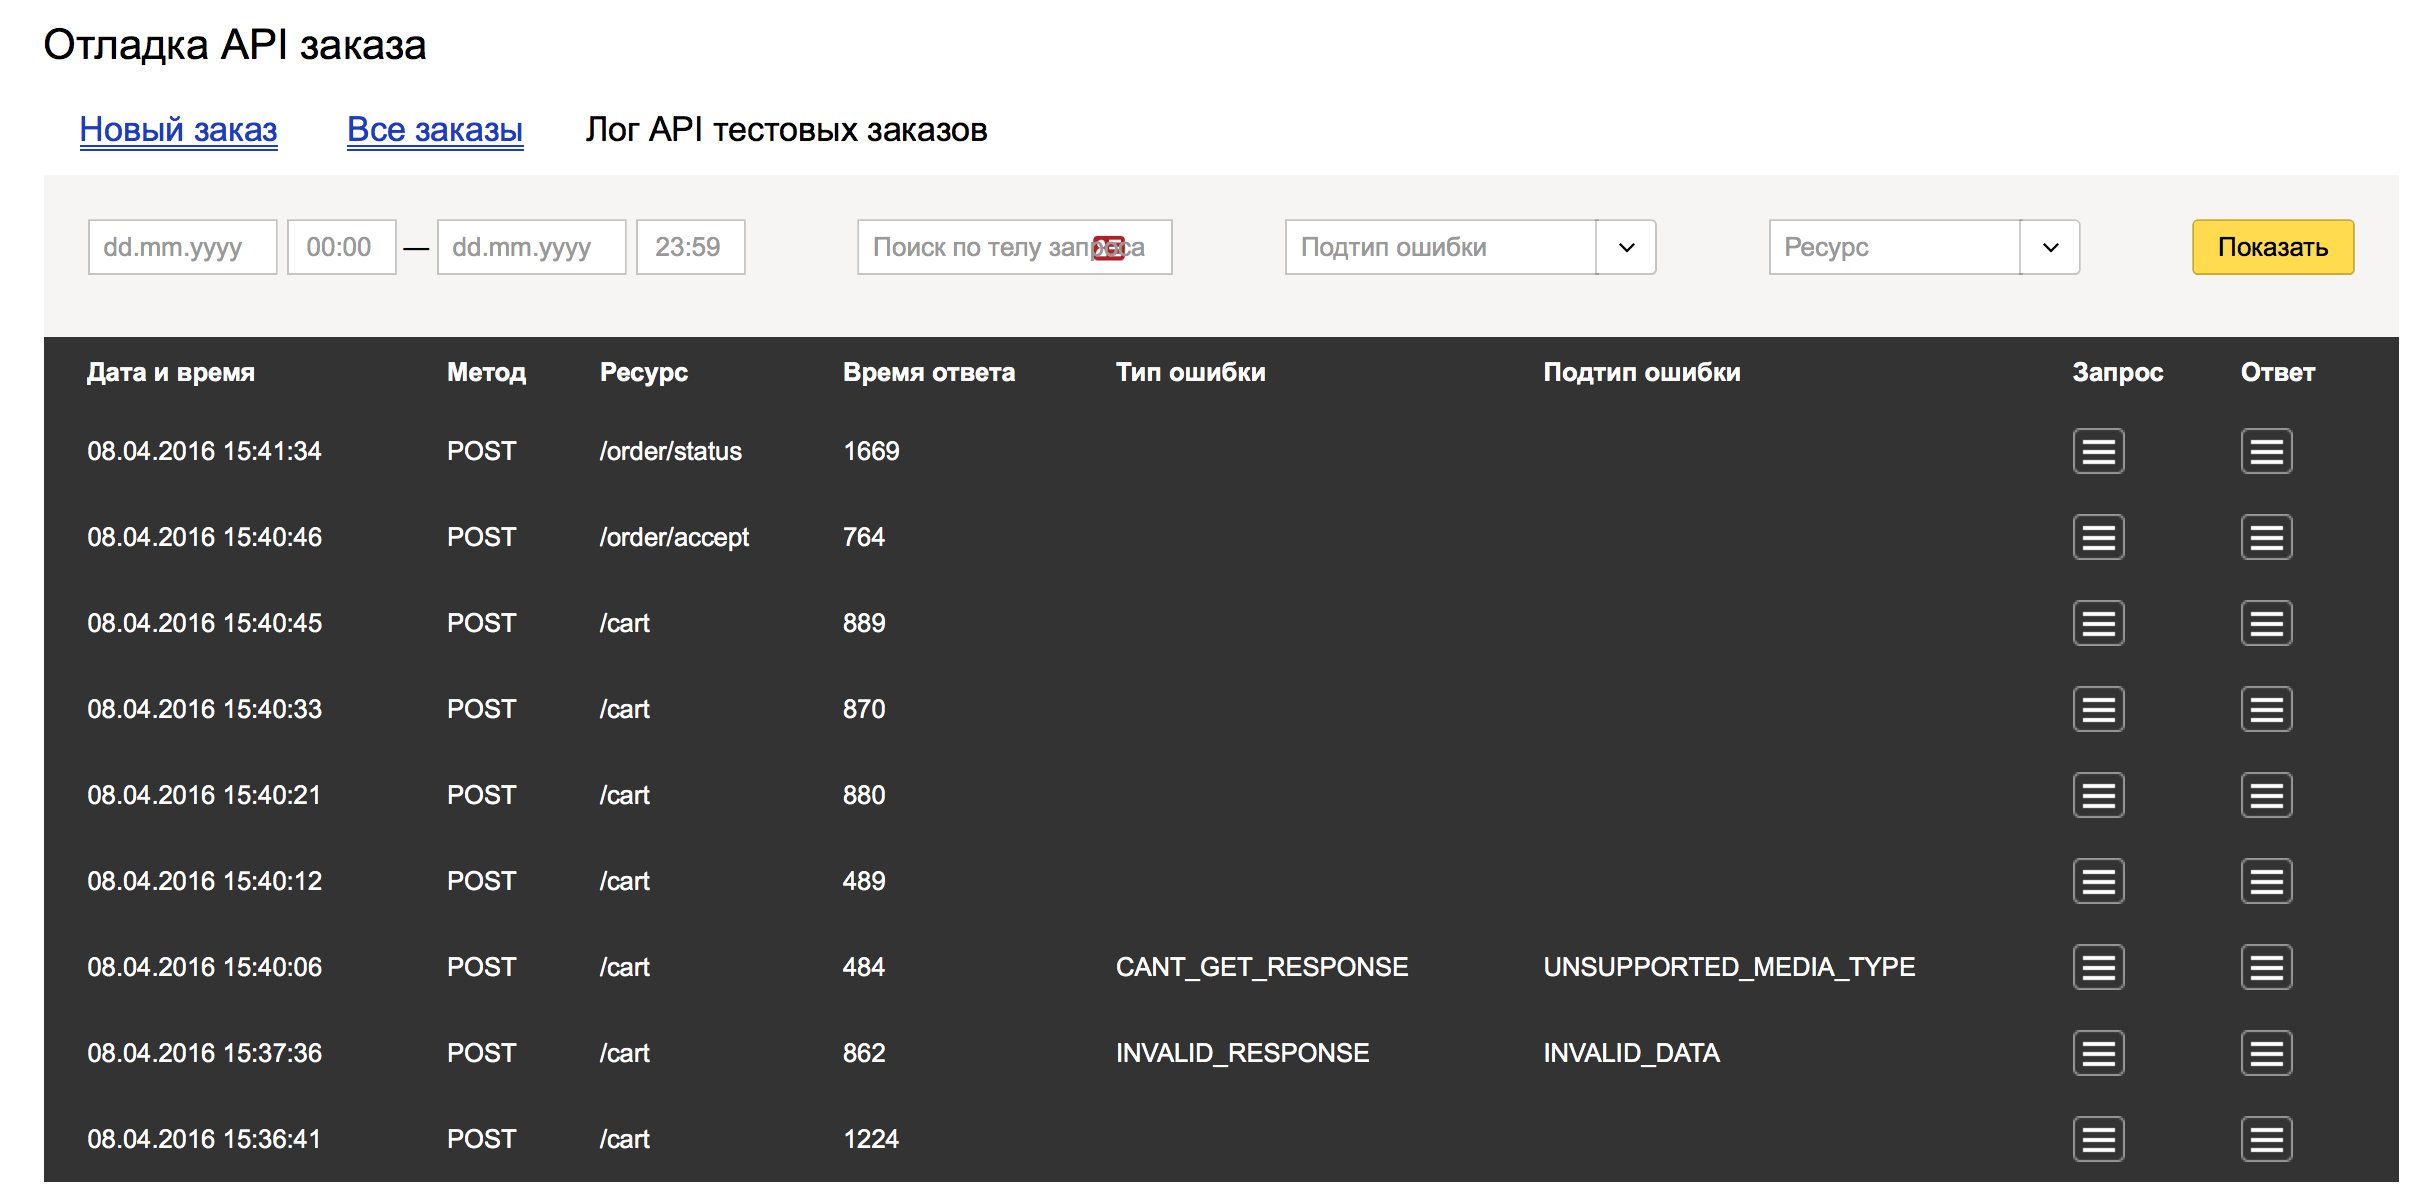 Отладка API заказа
Новый заказ Все заказы Лог API тестовых заказов
dd.mm.yyyy 00:00 — dd.mm.yyyy 23:59 Поиск по телу запроса Подтип ошибки Ресурс Показать
Дата и время Метод Ресурс Время ответа Тип ошибки Подтип ошибки Запрос Ответ
08.04.2016 15:41:34 POST /order/status 1669
08.04.2016 15:40:46 POST /order/accept 764
08.04.2016 15:40:45 POST /cart 889
08.04.2016 15:40:33 POST /cart 870
08.04.2016 15:40:21 POST /cart 880
08.04.2016 15:40:12 POST /cart 489
08.04.2016 15:40:06 POST /cart 484 CANT_GET_RESPONSE UNSUPPORTED_MEDIA_TYPE
08.04.2016 15:37:36 POST /cart 862 INVALID_RESPONSE INVALID_DATA
08.04.2016 15:36:41 POST /cart 1224